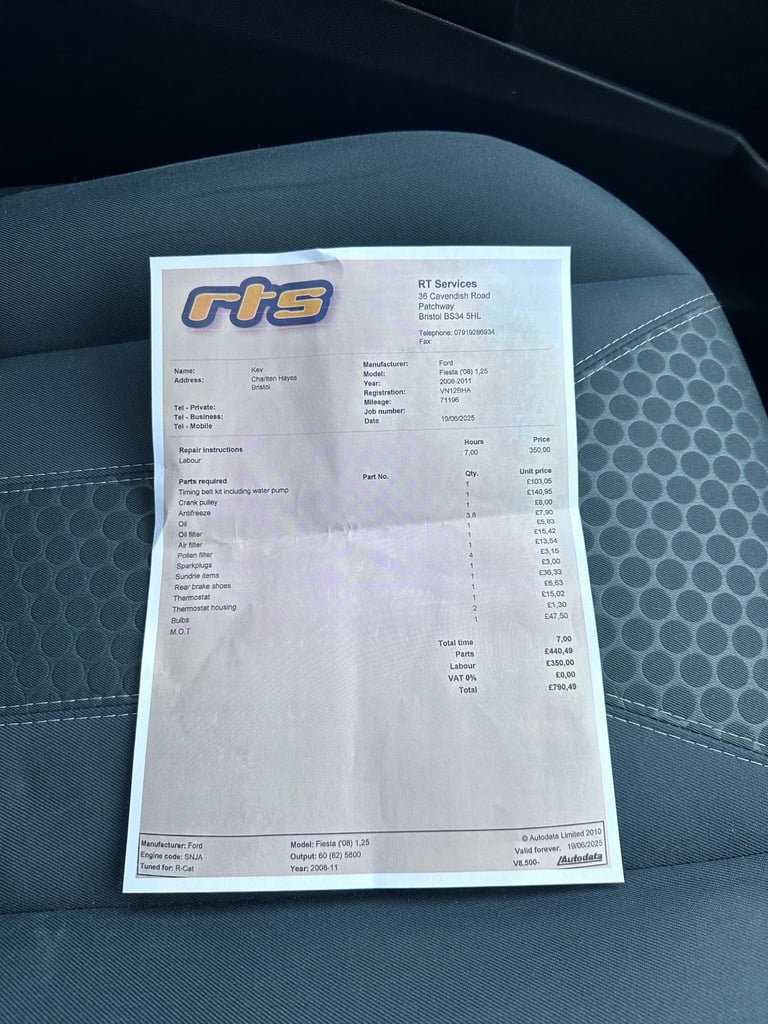 rts
RT Services
36 Cavendish Road
Patchway
Bristol BS34 5HL
Telephone: 07919286934
Fax:
Name: Kev
Address: Charlten Hayes
Bristol
Tel - Private:
Tel - Business:
Tel - Mobile
Manufacturer: Ford
Model: Fiesta ('08) 1,25
Year: 2008-2011
Registration: VN12BHA
Mileage: 71196
Job number:
Date 19/06/2025
Repair instructions Hours Price
Labour 7,00 350,00
Parts required Part No. Qty. Unit price
Timing belt kit including water pump 1 £103,05
Crank pulley 1 £140,95
Antifreeze 1 £8,00
Oil 3,8 £7,90
Oil filter 1 £5,83
Air filter 1 £15,42
Pollen filter 1 £13,54
Sparkplugs 4 £3,15
Sundrie items 1 £3,00
Rear brake shoes 1 £36,33
Thermostat 1 £6,63
Thermostat housing 1 £15,02
Bulbs 2 £1,30
M.O.T 1 £47,50
Total time 7,00
Parts £440,49
Labour £350,00
VAT 0% £0,00
Total £790,49
Manufacturer: Ford Model: Fiesta ('08) 1,25 © Autodata Limited 2010
Engine code: SNJA Output: 60 (82) 5800 Valid forever. 19/06/2025
Tuned for: R-Cat Year: 2008-11 V8.500- Autodata